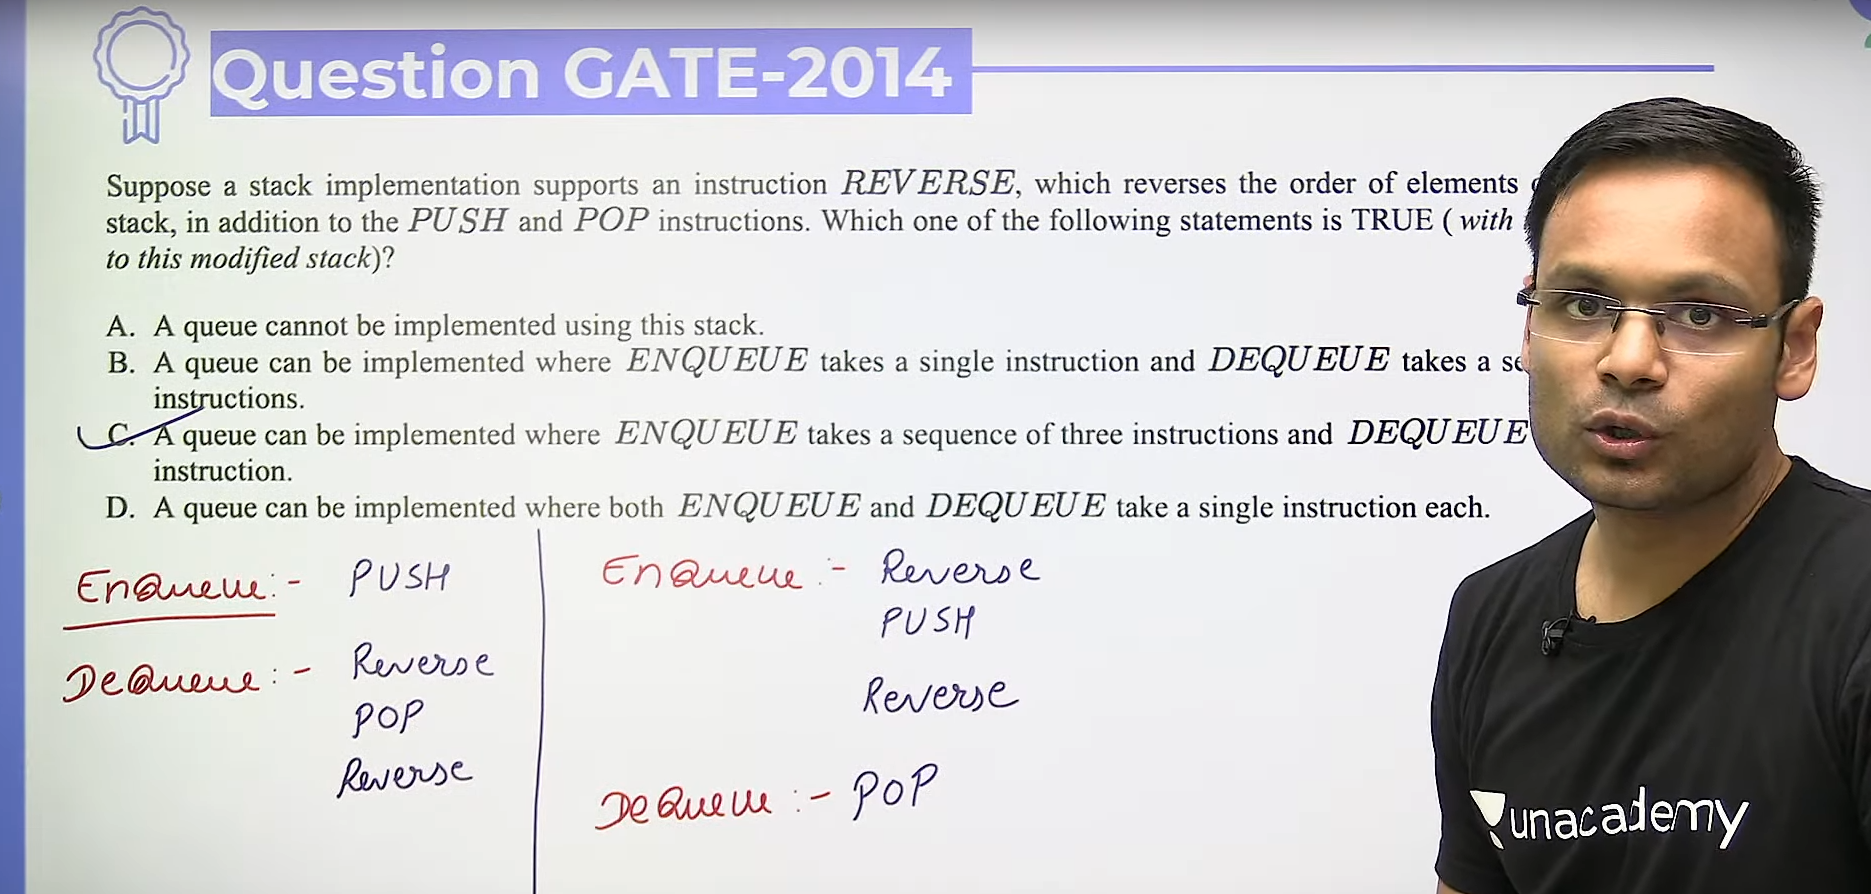 Question GATE-2014
Suppose a stack implementation supports an instruction REVERSE, which reverses the order of elements
stack, in addition to the PUSH and POP instructions. Which one of the following statements is TRUE ( with
to this modified stack)?
A. A queue cannot be implemented using this stack.
B. A queue can be implemented where ENQUEUE takes a single instruction and DEQUEUE takes a
instructions.
C. A queue can be implemented where ENQUEUE takes a sequence of three instructions and DEQUEUE
instruction.
D. A queue can be implemented where both ENQUEUE and DEQUEUE take a single instruction each.
EnQueue:- PUSH
DeQueue:- Reverse
POP
Reverse
EnQueue:- Reverse
PUSH
Reverse
DeQueue:- POP
unacademy